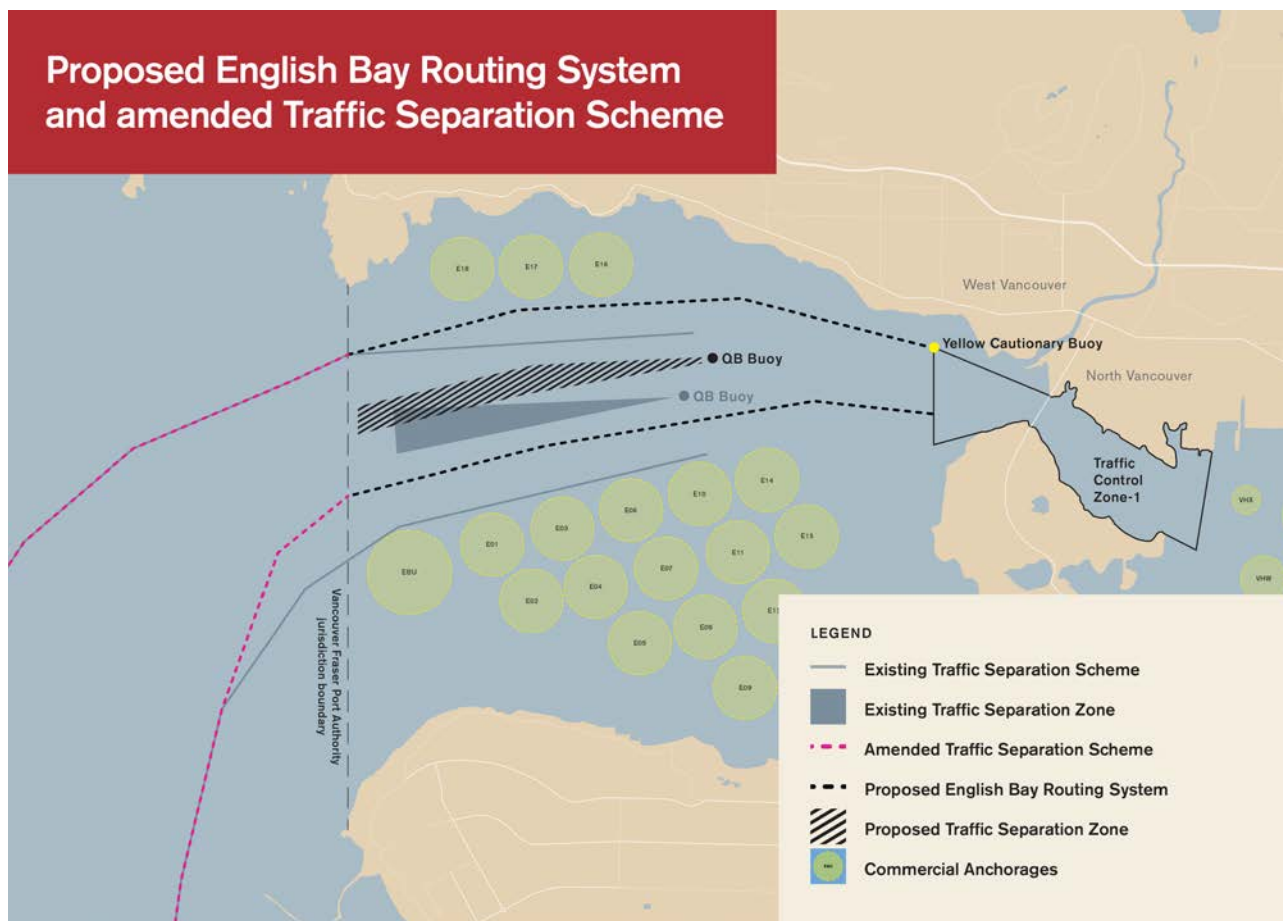 Proposed English Bay Routing System
and amended Traffic Separation Scheme
E18
E17
E16
West Vancouver
Yellow Cautionary Buoy
QB Buoy
North Vancouver
QB Buoy
Traffic
Control
Zone-1
E14
E10
E13
E01
E11
E07
EBU
E04
VHX
VHW
E09
Vancouver Fraser Port Authority
jurisdiction boundary
LEGEND
Existing Traffic Separation Scheme
Existing Traffic Separation Zone
Amended Traffic Separation Scheme
Proposed English Bay Routing System
Proposed Traffic Separation Zone
Commercial Anchorages